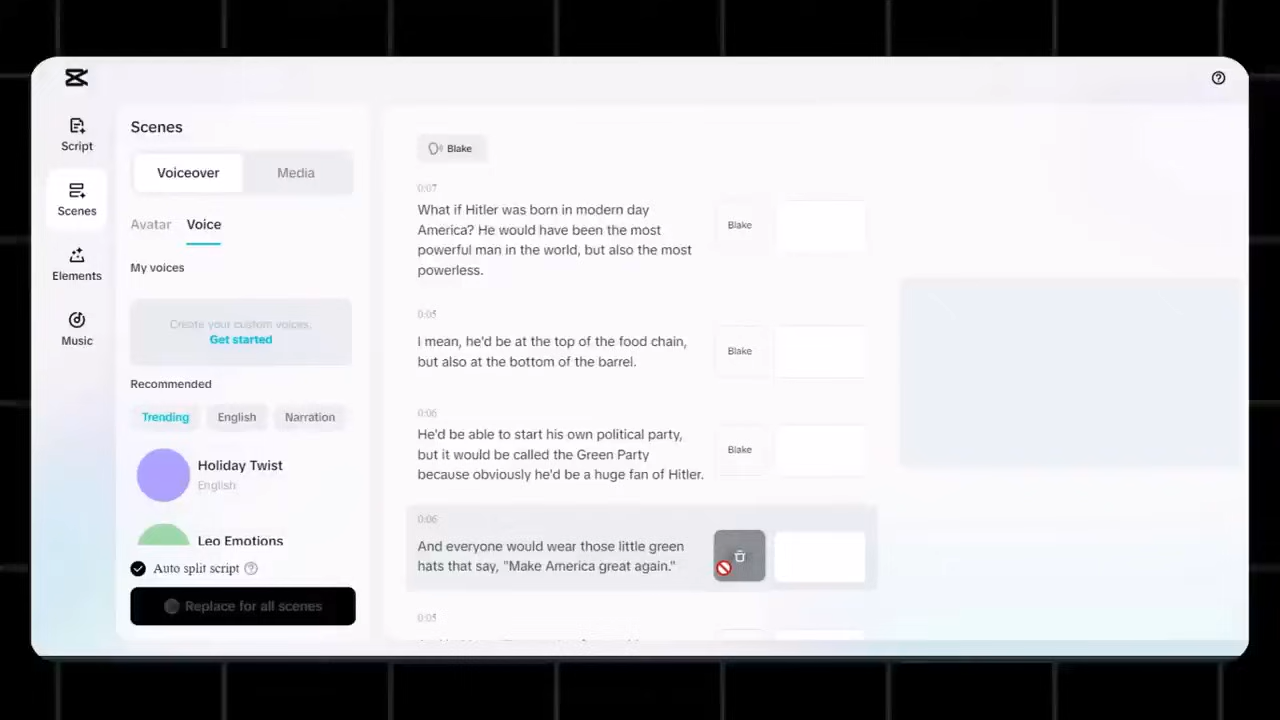 Script
Scenes
Elements
Music
Scenes
Voiceover
Media
Avatar
Voice
My voices
Create your custom voices.
Get started
Recommended
Trending
English
Narration
Holiday Twist
English
Leo Emotions
Auto split script
Replace for all scenes
Blake
0:07
What if Hitler was born in modern day
America? He would have been the most
powerful man in the world, but also the most
powerless.
Blake
0:05
I mean, he'd be at the top of the food chain,
but also at the bottom of the barrel.
Blake
0:06
He'd be able to start his own political party,
but it would be called the Green Party
because obviously he'd be a huge fan of Hitler.
Blake
0:06
And everyone would wear those little green
hats that say, "Make America great again."
0:05